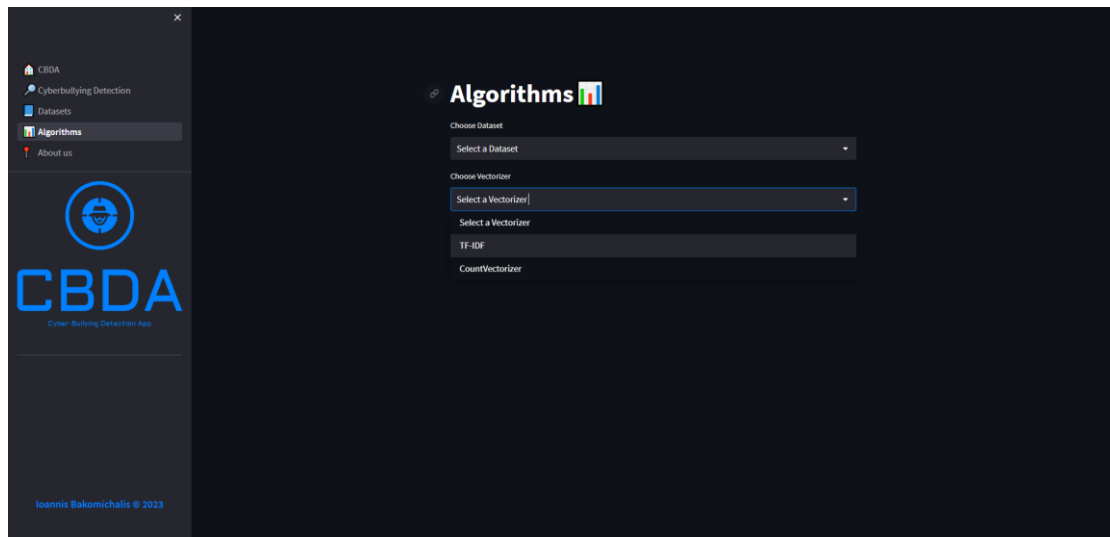 ×
CBDA
Cyberbullying Detection
Datasets
Algorithms
About us
CBDA
Cyber-Bullying Detection App
Ioannis Bakomichalis © 2023
Algorithms
Choose Dataset
Select a Dataset
Choose Vectorizer
Select a Vectorizer
Select a Vectorizer
TF-IDF
CountVectorizer